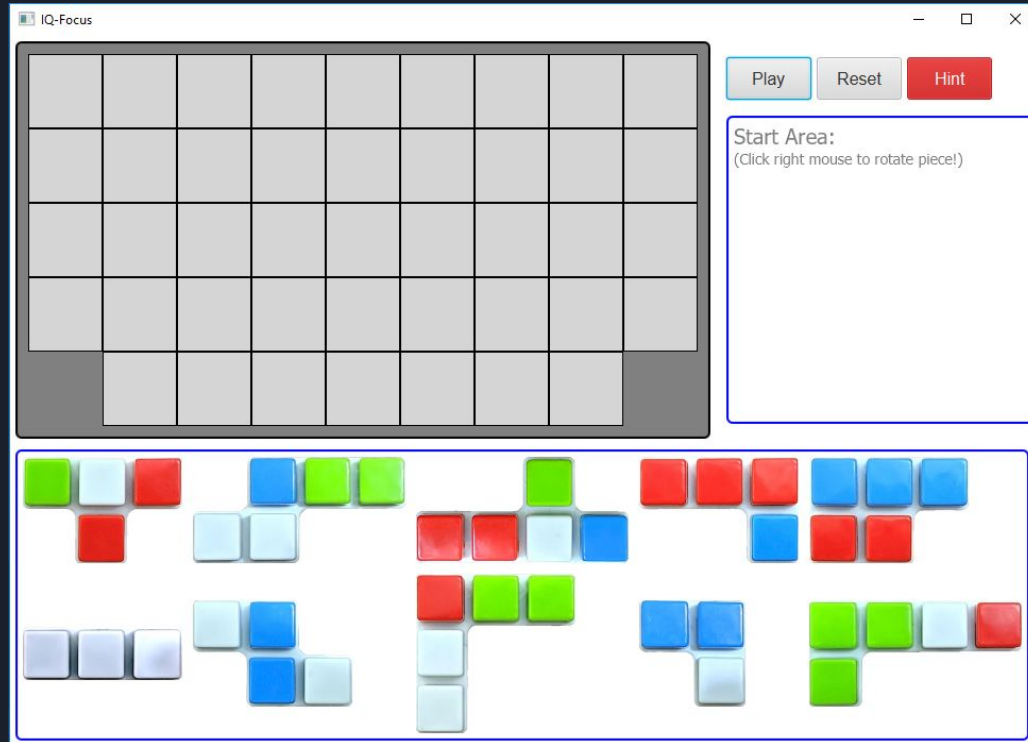 IQ-Focus
Play
Reset
Hint
Start Area:
(Click right mouse to rotate piece!)